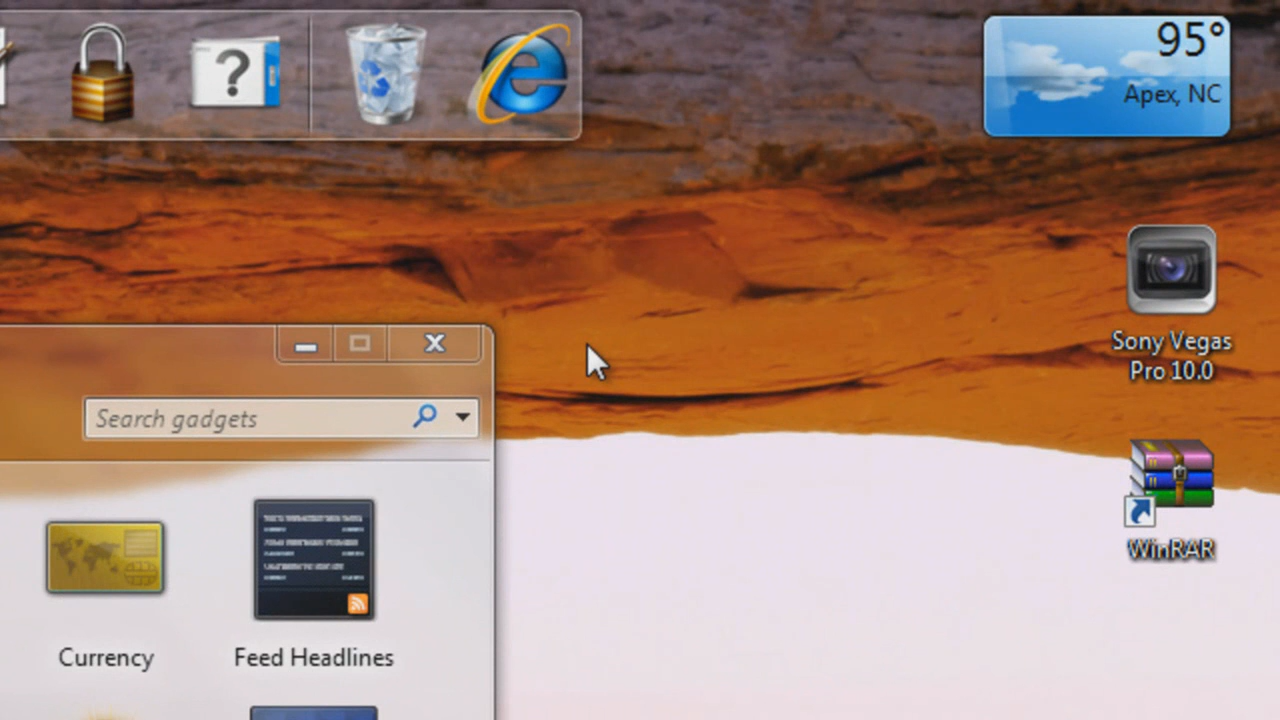 95°
Apex, NC
Sony Vegas
Pro 10.0
Search gadgets
WinRAR
Currency
Feed Headlines